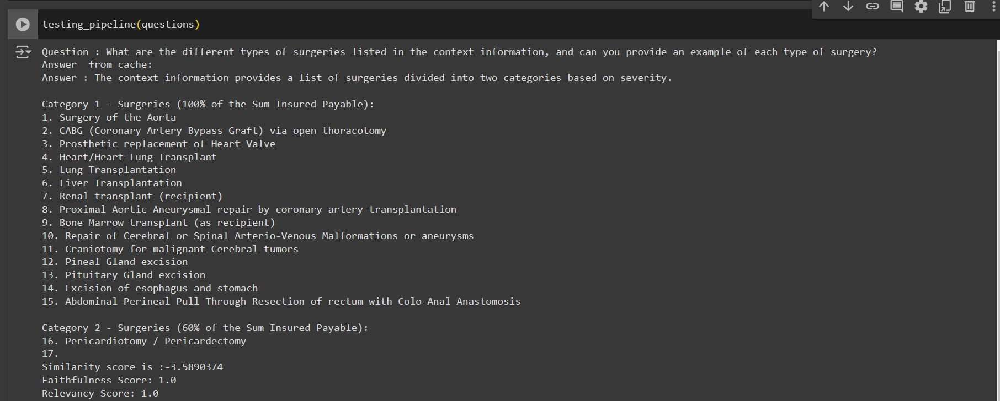 testing_pipeline(questions)
Question : What are the different types of surgeries listed in the context information, and can you provide an example of each type of surgery?
Answer  from cache:
Answer : The context information provides a list of surgeries divided into two categories based on severity.
Category 1 - Surgeries (100% of the Sum Insured Payable):
1. Surgery of the Aorta
2. CABG (Coronary Artery Bypass Graft) via open thoracotomy
3. Prosthetic replacement of Heart Valve
4. Heart/Heart-Lung Transplant
5. Lung Transplantation
6. Liver Transplantation
7. Renal transplant (recipient)
8. Proximal Aortic Aneurysmal repair by coronary artery transplantation
9. Bone Marrow transplant (as recipient)
10. Repair of Cerebral or Spinal Arterio-Venous Malformations or aneurysms
11. Craniotomy for malignant Cerebral tumors
12. Pineal Gland excision
13. Pituitary Gland excision
14. Excision of esophagus and stomach
15. Abdominal-Perineal Pull Through Resection of rectum with Colo-Anal Anastomosis
Category 2 - Surgeries (60% of the Sum Insured Payable):
16. Pericardiotomy / Pericardectomy
17.
Similarity score is :-3.5890374
Faithfulness Score: 1.0
Relevancy Score: 1.0